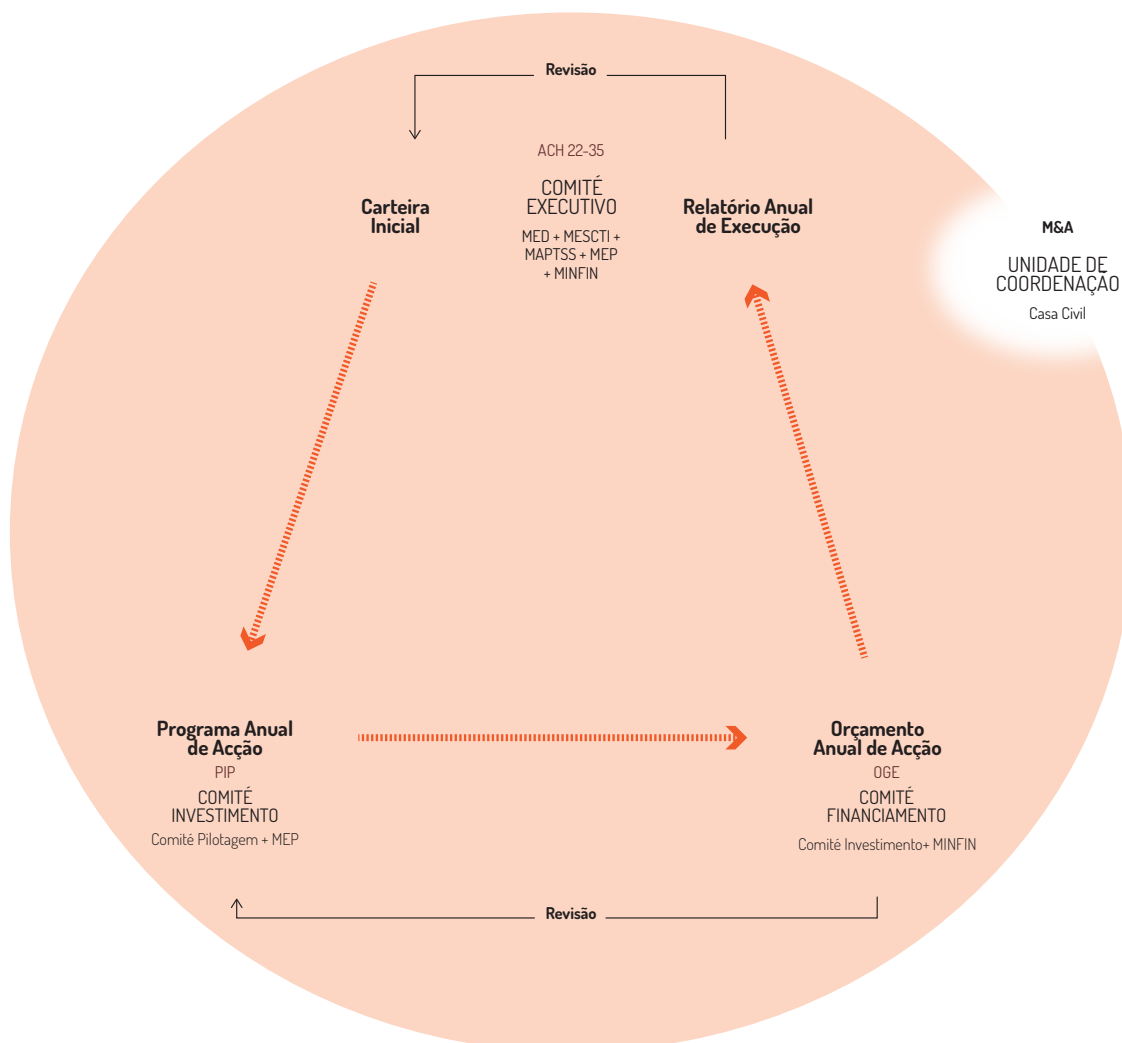 Revisão
ACH 22-35
COMITÉ
EXECUTIVO
MED + MESCTI +
MAPTSS + MEP
+ MINFIN
Carteira
Inicial
Relatório Anual
de Execução
M&A
UNIDADE DE
COORDENAÇÃO
Casa Civil
Programa Anual
de Acção
PIP
COMITÉ
INVESTIMENTO
Comité Pilotagem + MEP
Orçamento
Anual de Acção
OGE
COMITÉ
FINANCIAMENTO
Comité Investimento+ MINFIN
Revisão